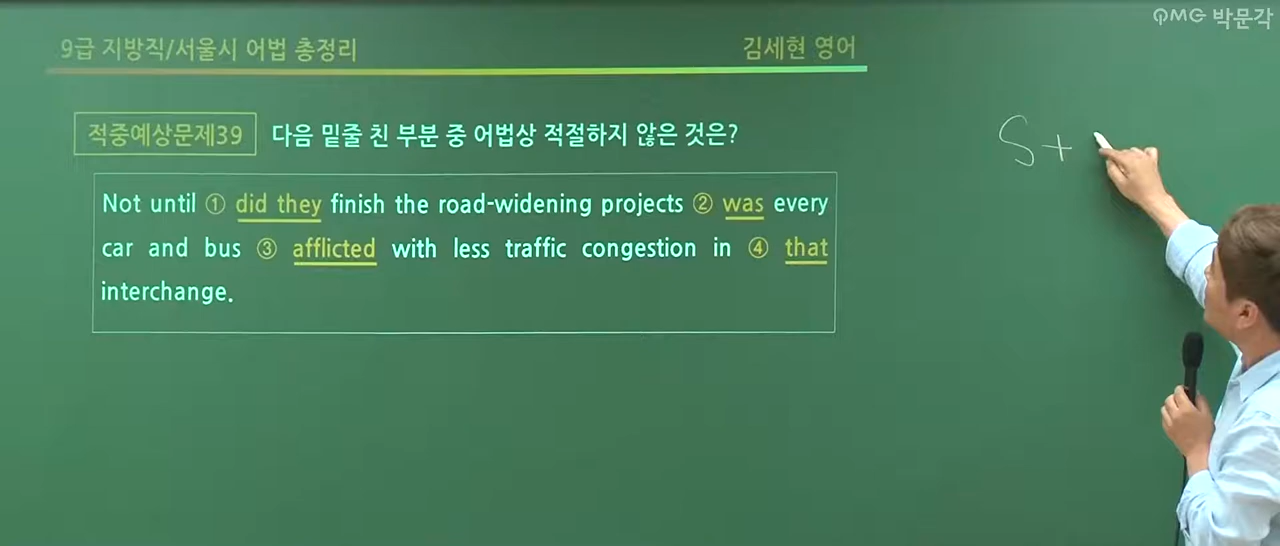 QMG 박문각
9급 지방직/서울시 어법 총정리
김세현 영어
적중예상문제39 다음 밑줄 친 부분 중 어법상 적절하지 않은 것은?
Not until ① did they finish the road-widening projects ② was every
car and bus ③ afflicted with less traffic congestion in ④ that
interchange.
S+